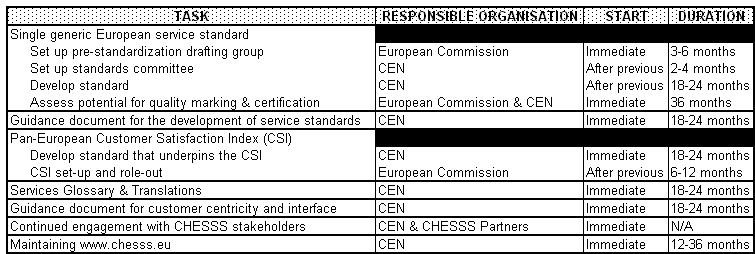 TASK RESPONSIBLE ORGANISATION START DURATION
Single generic European service standard
Set up pre-standardization drafting group European Commission Immediate 3-6 months
Set up standards committee CEN After previous 2-4 months
Develop standard CEN After previous 18-24 months
Assess potential for quality marking & certification European Commission & CEN Immediate 36 months
Guidance document for the development of service standards CEN Immediate 18-24 months
Pan-European Customer Satisfaction Index (CSI)
Develop standard that underpins the CSI CEN Immediate 18-24 months
CSI set-up and role-out European Commission After previous 6-12 months
Services Glossary & Translations CEN Immediate 18-24 months
Guidance document for customer centricity and interface CEN Immediate 18-24 months
Continued engagement with CHESSS stakeholders CEN & CHESSS Partners Immediate N/A
Maintaining www.chesss.eu CEN Immediate 12-36 months